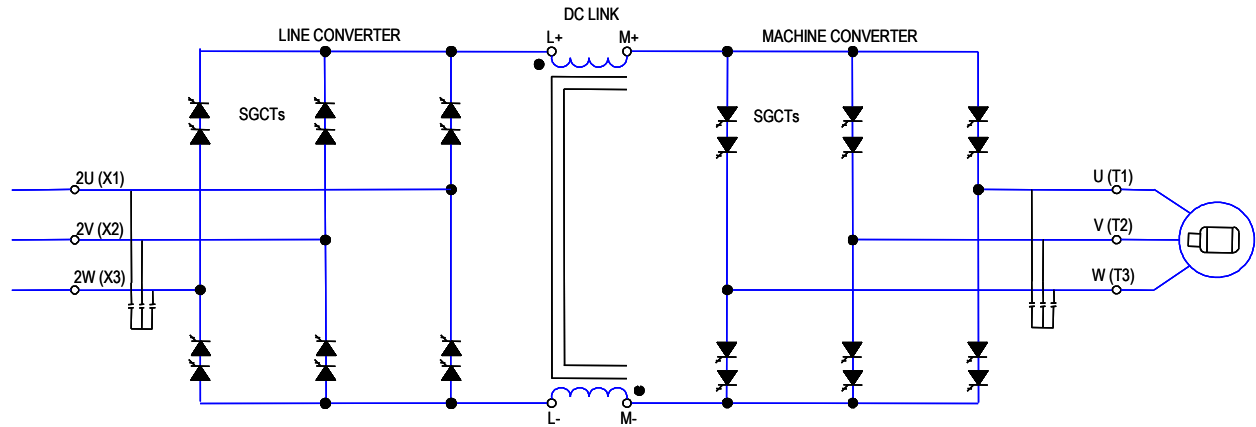 DC LINK
LINE CONVERTER
L+
M+
MACHINE CONVERTER
SGCTs
SGCTs
2U (X1)
U (T1)
2V (X2)
V (T2)
2W (X3)
W (T3)
L-
M-